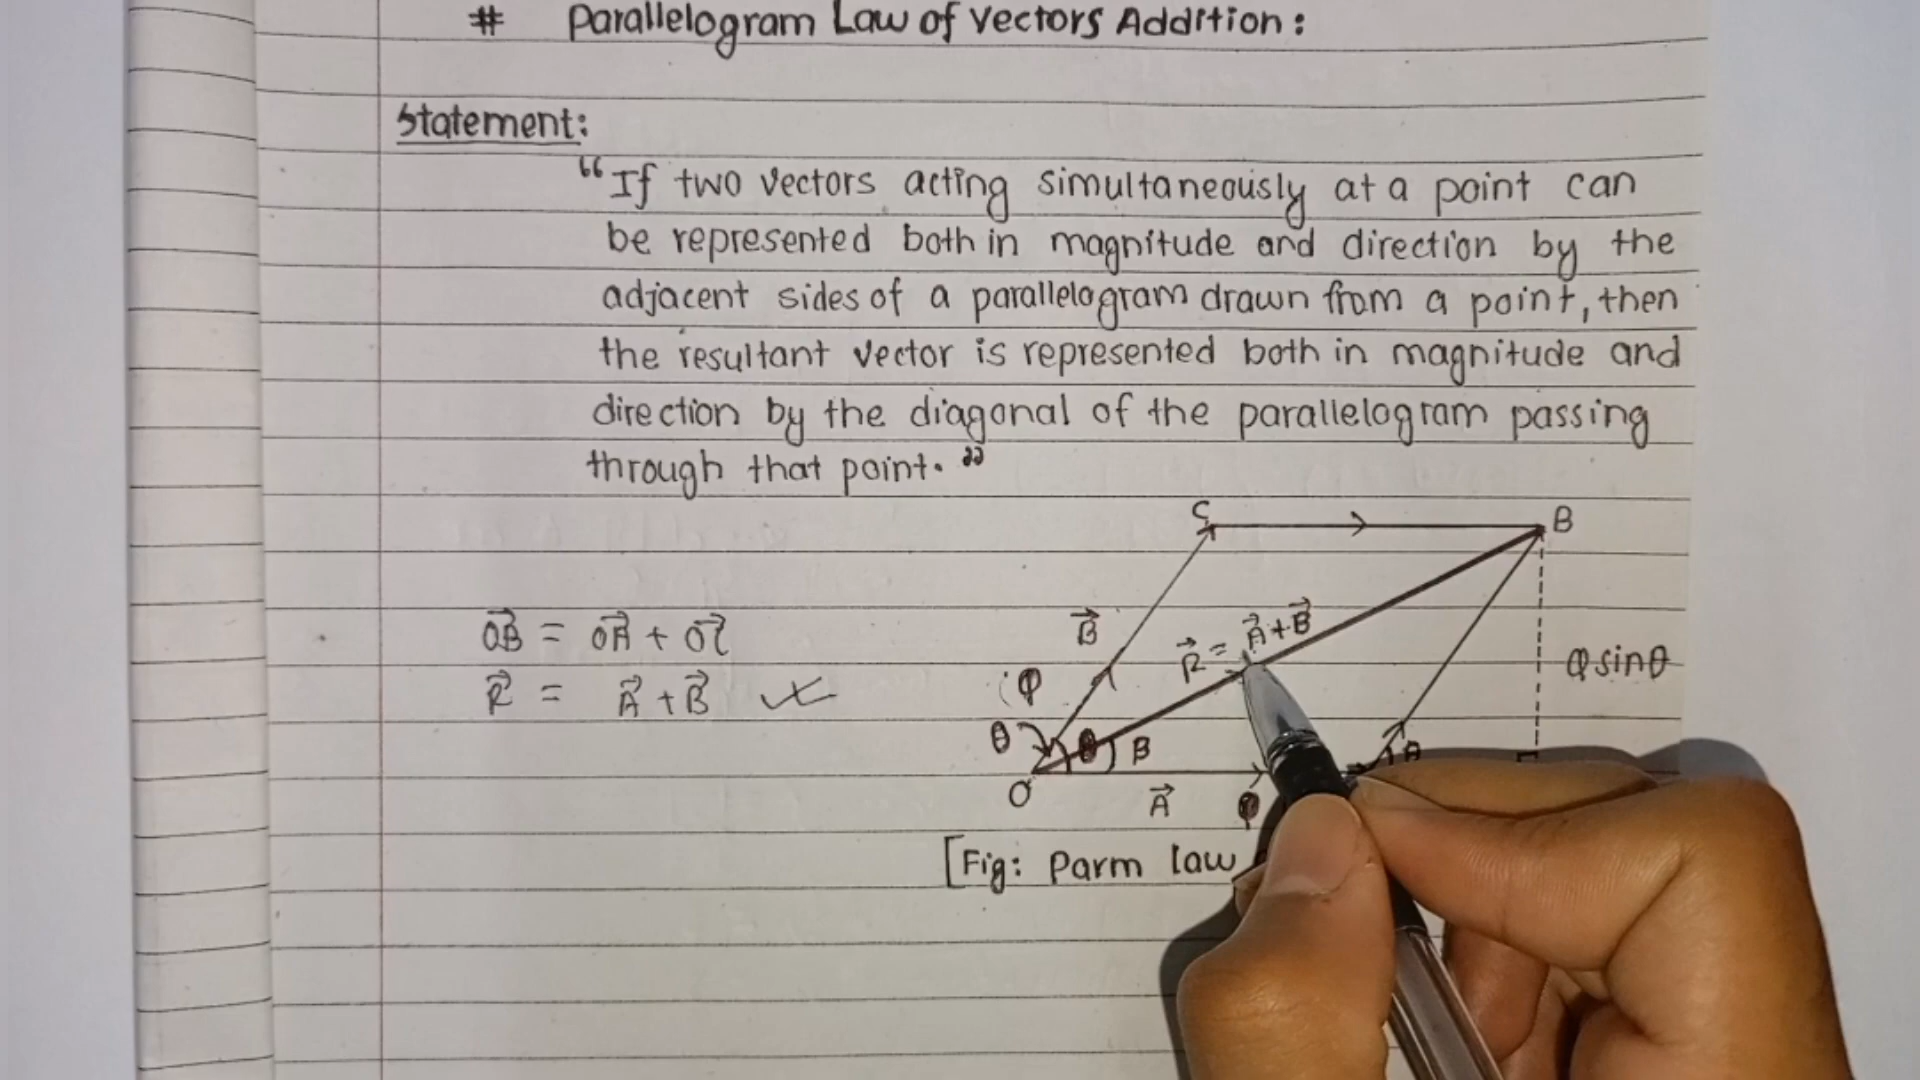 # Parallelogram Law of Vectors Addition:
Statement:
“If two vectors acting simultaneously at a point can
be represented both in magnitude and direction by the
adjacent sides of a parallelogram drawn from a point, then
the resultant vector is represented both in magnitude and
direction by the diagonal of the parallelogram passing
through that point.”
C
B
B⃗
R⃗ = A⃗+B⃗
OB⃗ = OA⃗ + OC⃗
R⃗ = A⃗ + B⃗
φ
θ
β
θ
φ sinθ
O
A⃗
[Fig: Parm law